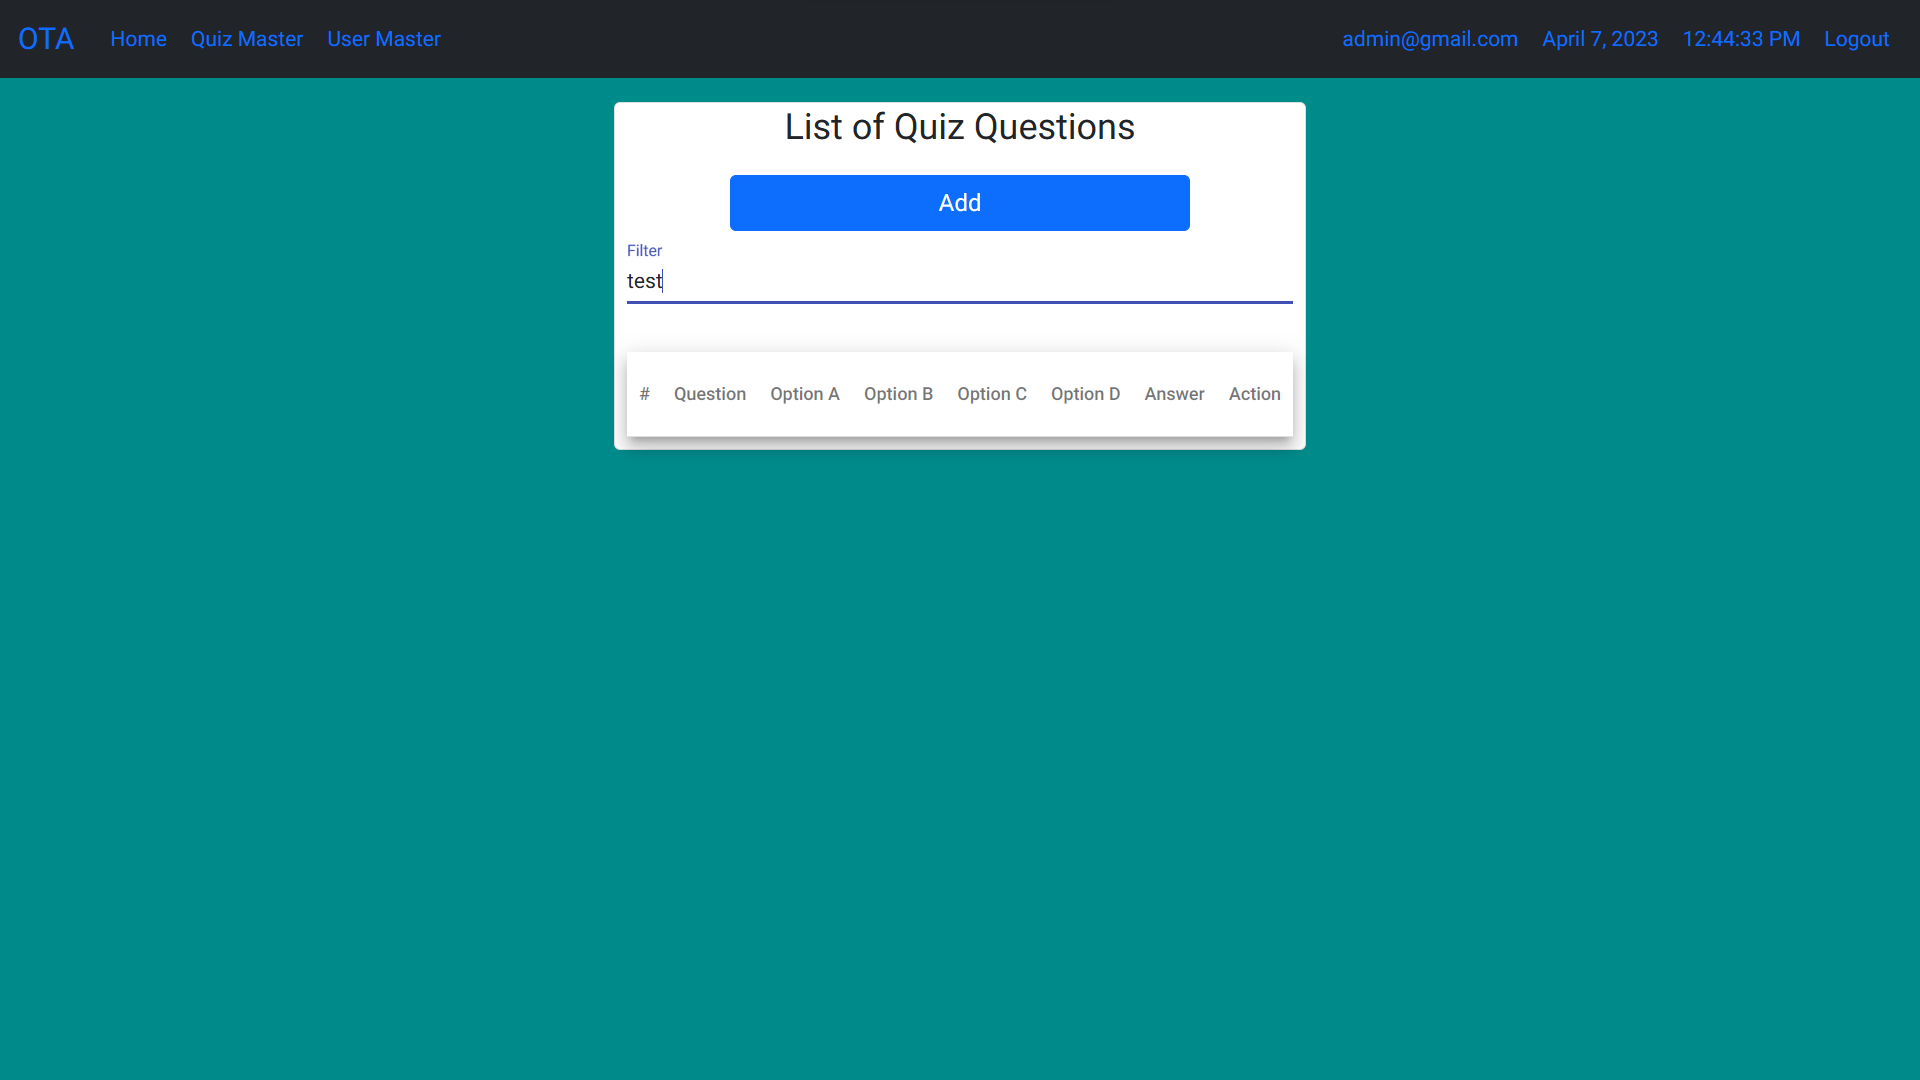 OTA Home Quiz Master User Master admin@gmail.com April 7, 2023 12:44:33 PM Logout
List of Quiz Questions
Add
Filter
test
# Question Option A Option B Option C Option D Answer Action